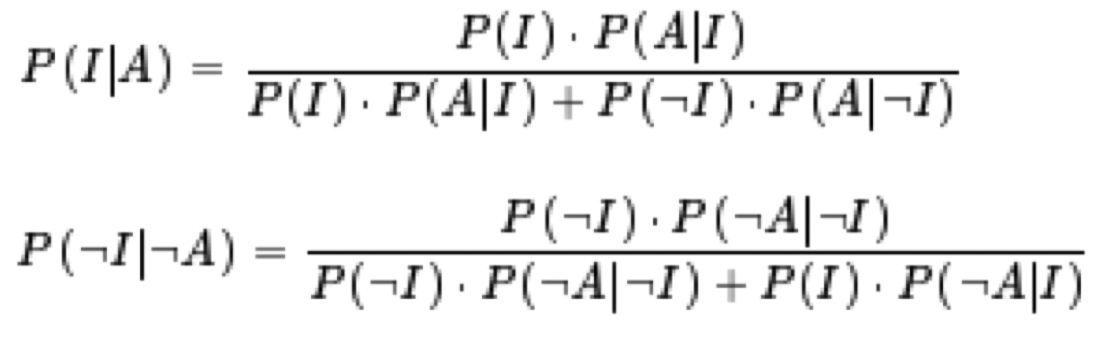 P(I|A) = P(I) · P(A|I) / P(I) · P(A|I) + P(¬I) · P(A|¬I)
P(¬I|¬A) = P(¬I) · P(¬A|¬I) / P(¬I) · P(¬A|¬I) + P(I) · P(¬A|I)